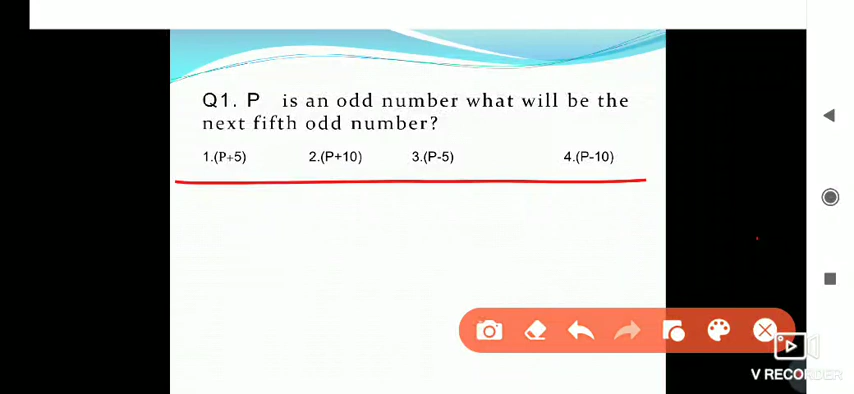 Q1. P is an odd number what will be the
next fifth odd number?
1.(P+5) 2.(P+10) 3.(P-5) 4.(P-10)
V RECORDER